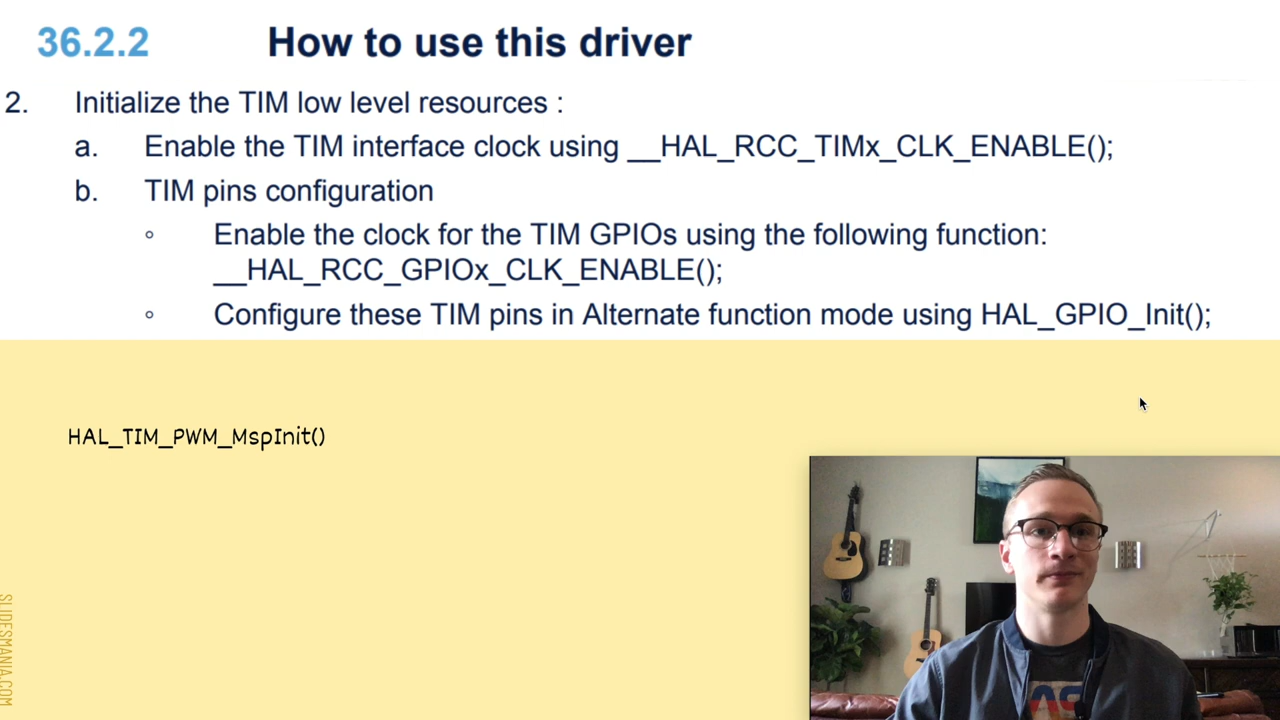 36.2.2 How to use this driver
2. Initialize the TIM low level resources :
a. Enable the TIM interface clock using __HAL_RCC_TIMx_CLK_ENABLE();
b. TIM pins configuration
◦ Enable the clock for the TIM GPIOs using the following function:
__HAL_RCC_GPIOx_CLK_ENABLE();
◦ Configure these TIM pins in Alternate function mode using HAL_GPIO_Init();
HAL_TIM_PWM_MspInit()
SLIDESMANIA.COM